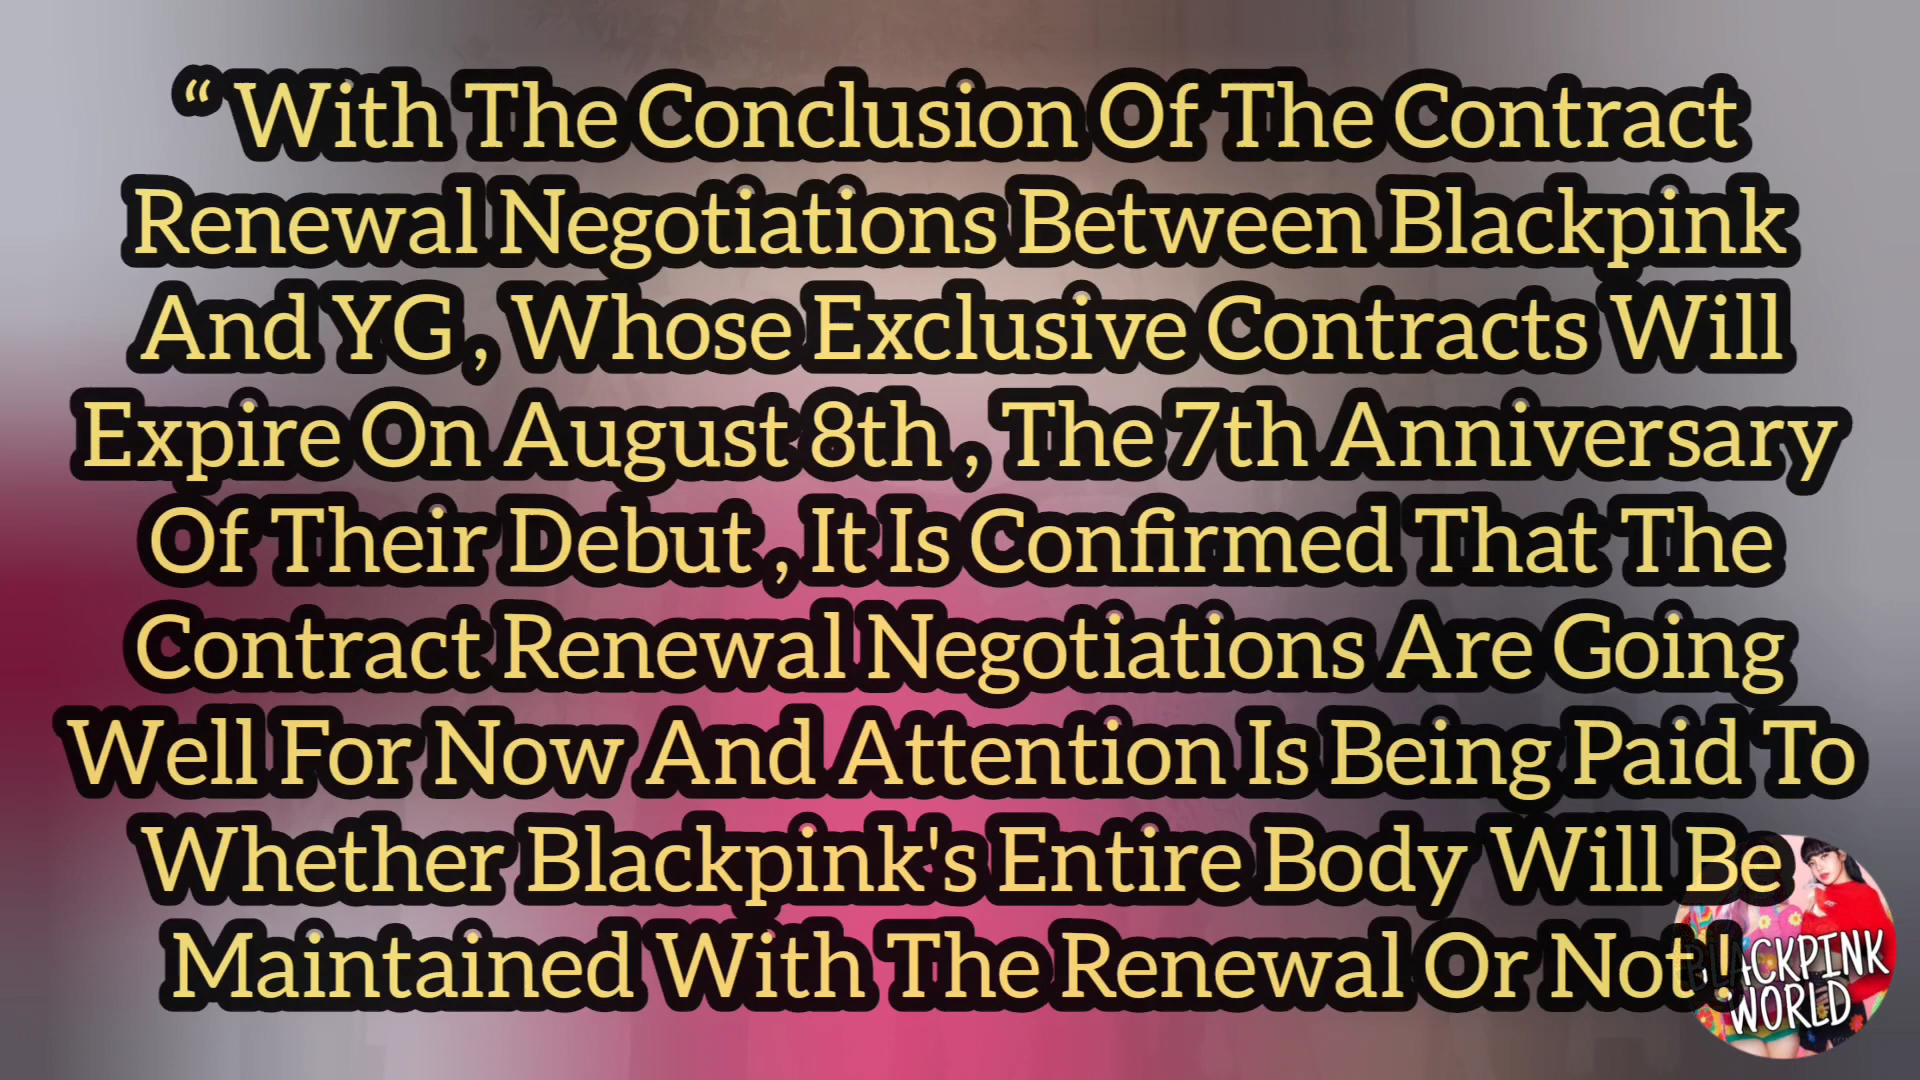 “ With The Conclusion Of The Contract
Renewal Negotiations Between Blackpink
And YG , Whose Exclusive Contracts Will
Expire On August 8th , The 7th Anniversary
Of Their Debut , It Is Confirmed That The
Contract Renewal Negotiations Are Going
Well For Now And Attention Is Being Paid To
Whether Blackpink's Entire Body Will Be
Maintained With The Renewal Or Not .
BLACKPINK
WORLD